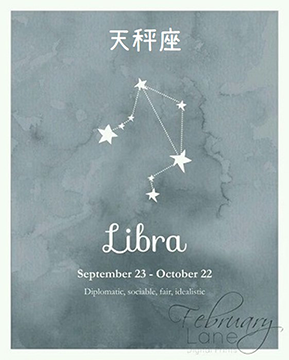 天秤座
Libra
September 23 - October 22
Diplomatic, sociable, fair, idealistic
February
Lane